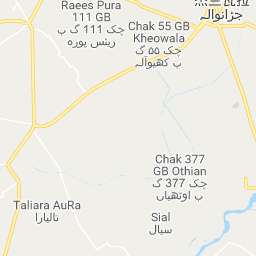 Raees Pura
111 GB
چک 111 گ ب
رئیس پورہ
Chak 55 GB
Kheowala
چک ۵۵ گ
ب کھیوالہ
جڑانوالہ
Chak 377
GB Othian
چک 377 گ
ب اوتھیاں
Taliara AuRa
تالیارا
Sial
سیال